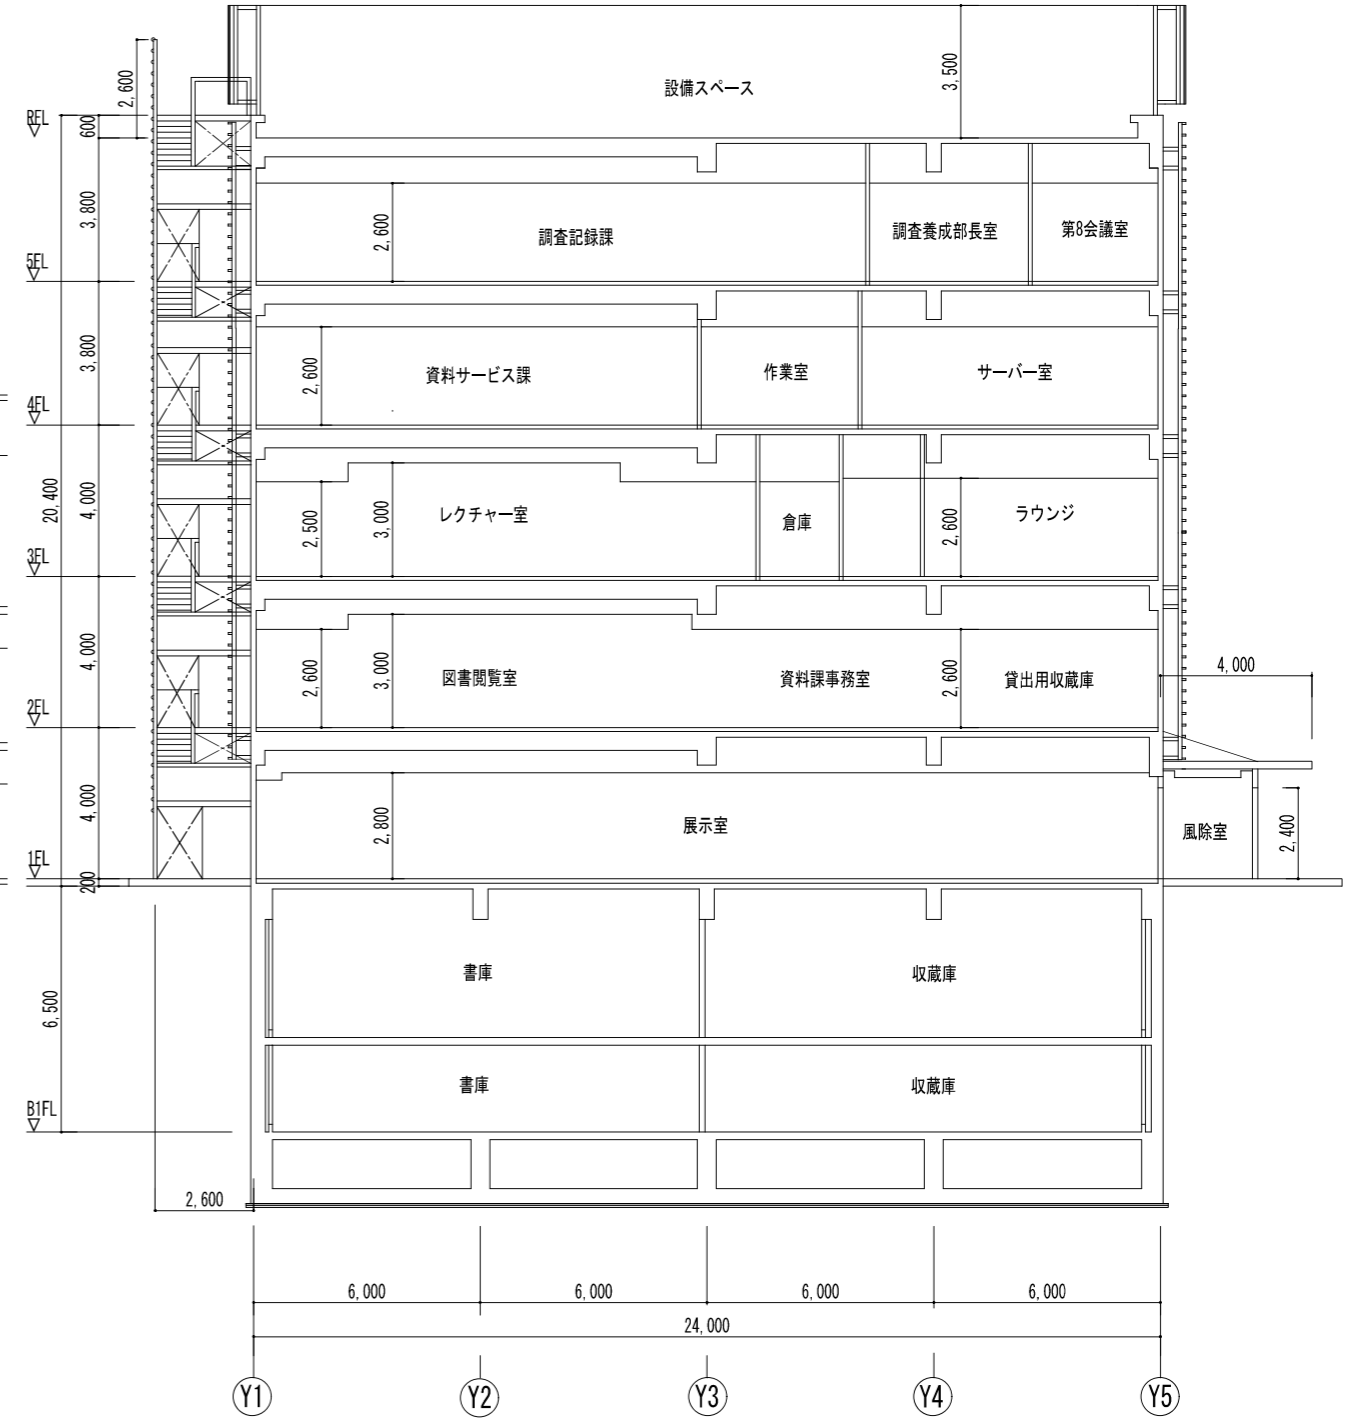 設備スペース
3,500
2,600
RFL
600
3,800
調査記録課
2,600
調査養成部長室
第8会議室
5FL
3,800
資料サービス課
2,600
作業室
サーバー室
4FL
20,400
4,000
レクチャー室
2,500
3,000
倉庫
2,600
ラウンジ
3FL
4,000
図書閲覧室
2,600
3,000
資料課事務室
2,600
貸出用収蔵庫
4,000
2FL
4,000
展示室
2,800
風除室
2,400
1FL
200
書庫
収蔵庫
6,500
書庫
収蔵庫
B1FL
2,600
6,000
6,000
6,000
6,000
24,000
Y1
Y2
Y3
Y4
Y5